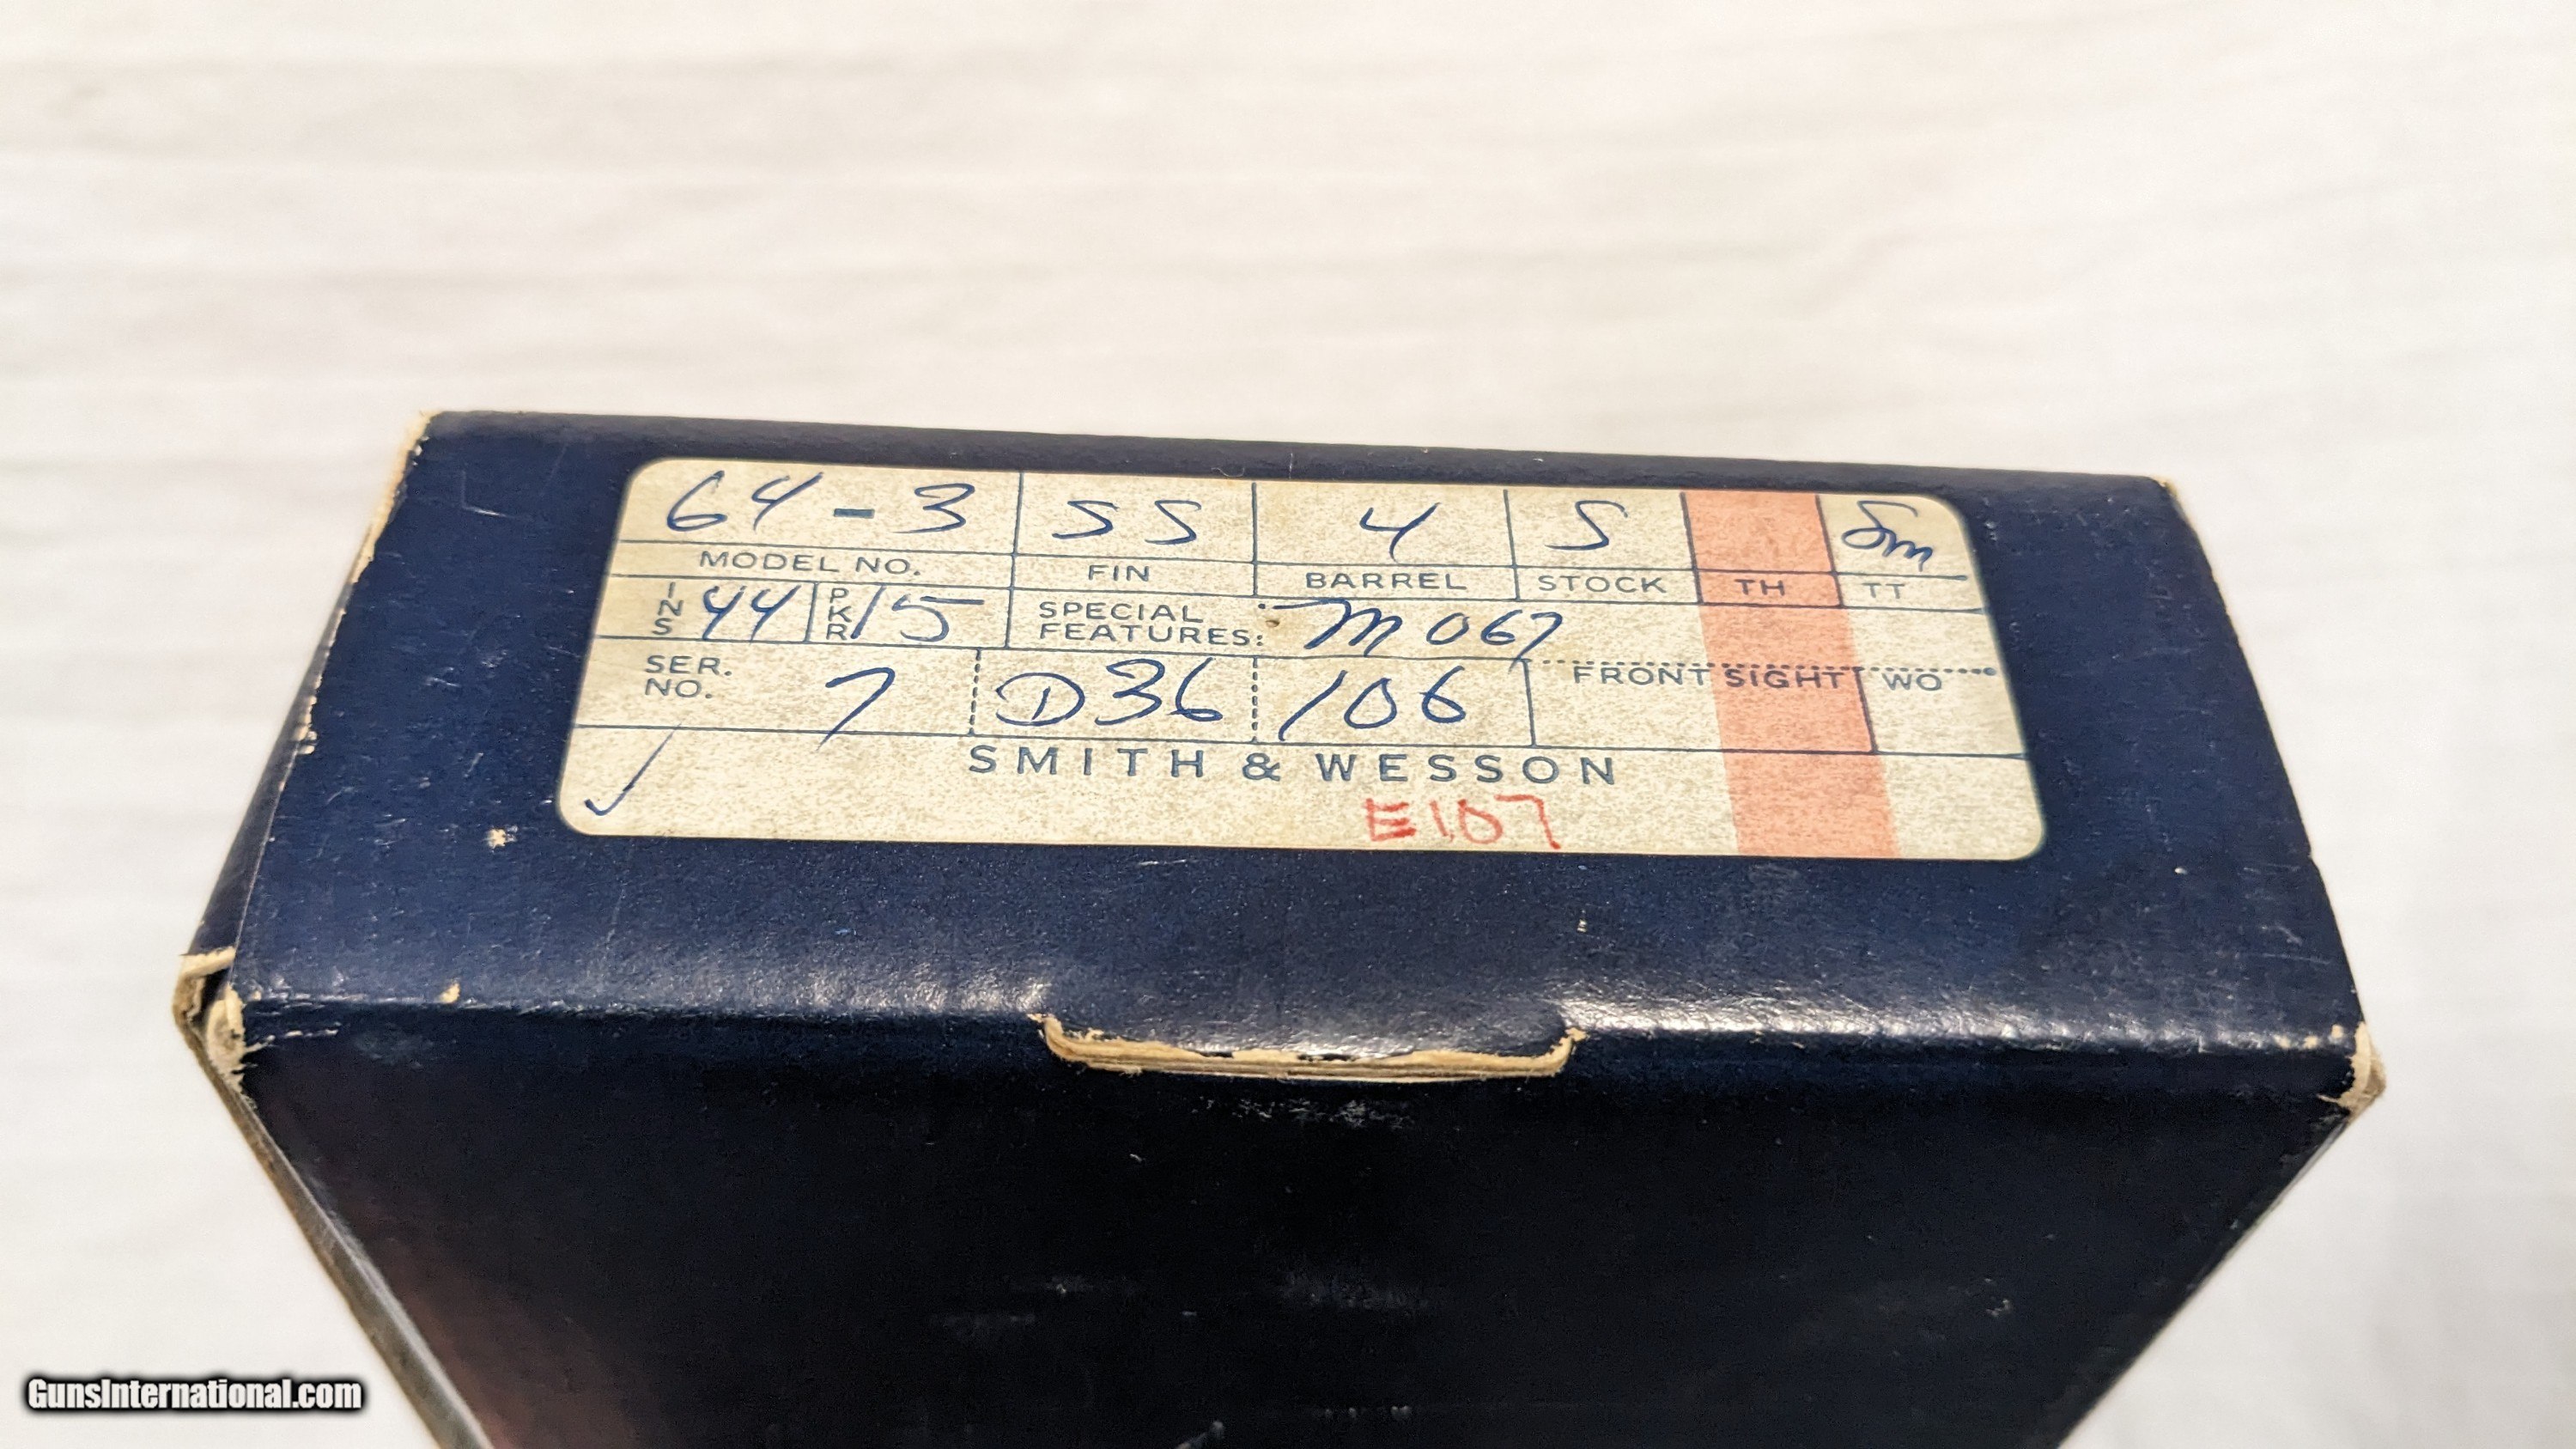 64-3 SS 4 S Sm
MODEL NO. FIN BARREL STOCK TH TT
INS 44 PKR 15 SPECIAL FEATURES: M067
SER. NO. 7 D36 106 FRONT SIGHT WO
SMITH & WESSON
E107
GunsInternational.com